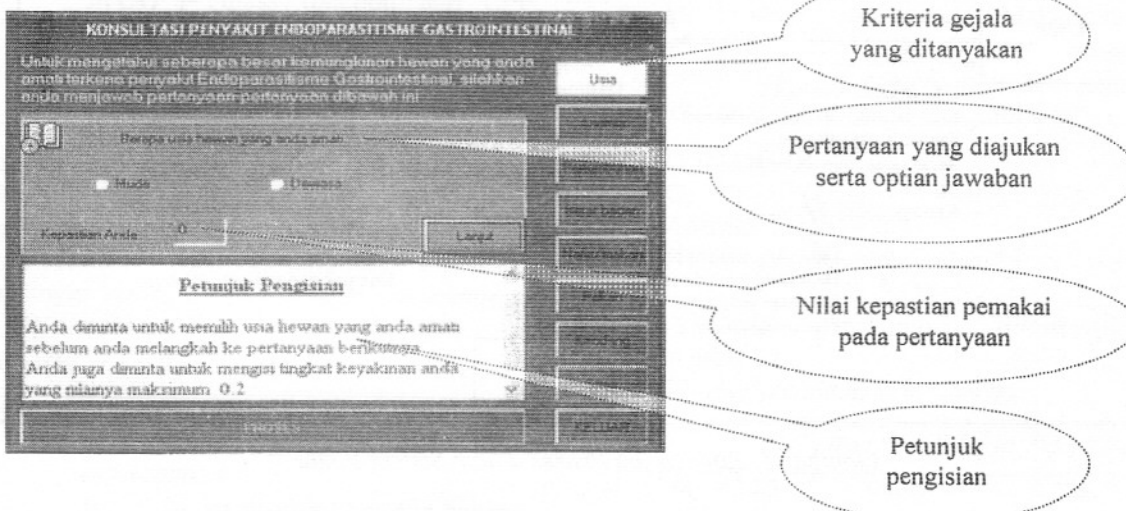 KONSULTASI PENYAKIT ENDOPARASITISME GASTROINTESTINAL
Untuk mengetahui seberapa besar kemungkinan hewan yang anda
amati terkena penyakit Endoparasitisme Gastrointestinal, silahkan
anda menjawab pertanyaan-pertanyaan dibawah ini
Usia
Berapa usia hewan yang anda amati
Muda
Dewasa
Kepastian Anda
0
Lanjut
Petunjuk Pengisian
Anda diminta untuk memilih usia hewan yang anda amati
sebelum anda melangkah ke pertanyaan berikutnya
Anda juga diminta untuk mengisi tingkat keyakinan anda
yang nilainya maksimum 0.2
KELUAR
Kriteria gejala
yang ditanyakan
Pertanyaan yang diajukan
serta optian jawaban
Nilai kepastian pemakai
pada pertanyaan
Petunjuk
pengisian